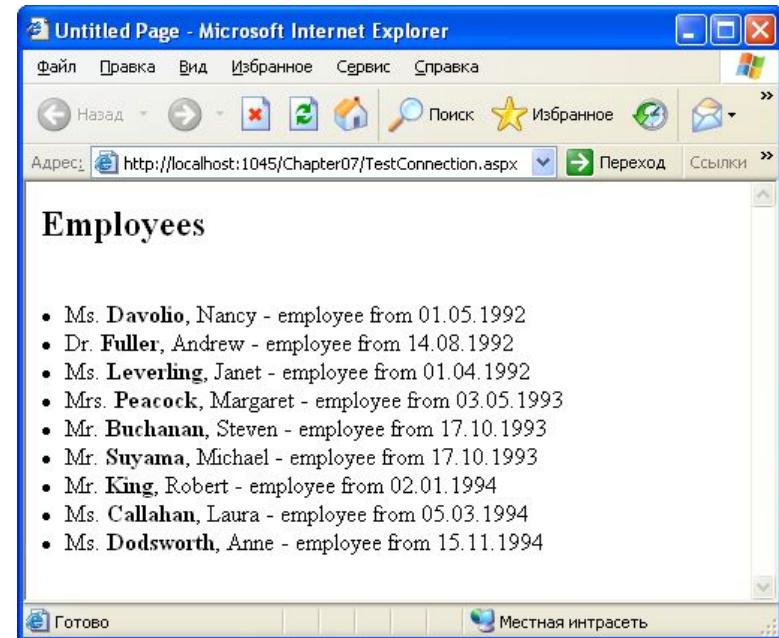 Untitled Page - Microsoft Internet Explorer
Файл Правка Вид Избранное Сервис Справка
Назад Поиск Избранное »
Адрес: http://localhost:1045/Chapter07/TestConnection.aspx Переход Ссылки »
Employees
• Ms. Davolio, Nancy - employee from 01.05.1992
• Dr. Fuller, Andrew - employee from 14.08.1992
• Ms. Leverling, Janet - employee from 01.04.1992
• Mrs. Peacock, Margaret - employee from 03.05.1993
• Mr. Buchanan, Steven - employee from 17.10.1993
• Mr. Suyama, Michael - employee from 17.10.1993
• Mr. King, Robert - employee from 02.01.1994
• Ms. Callahan, Laura - employee from 05.03.1994
• Ms. Dodsworth, Anne - employee from 15.11.1994
Готово Местная интрасеть